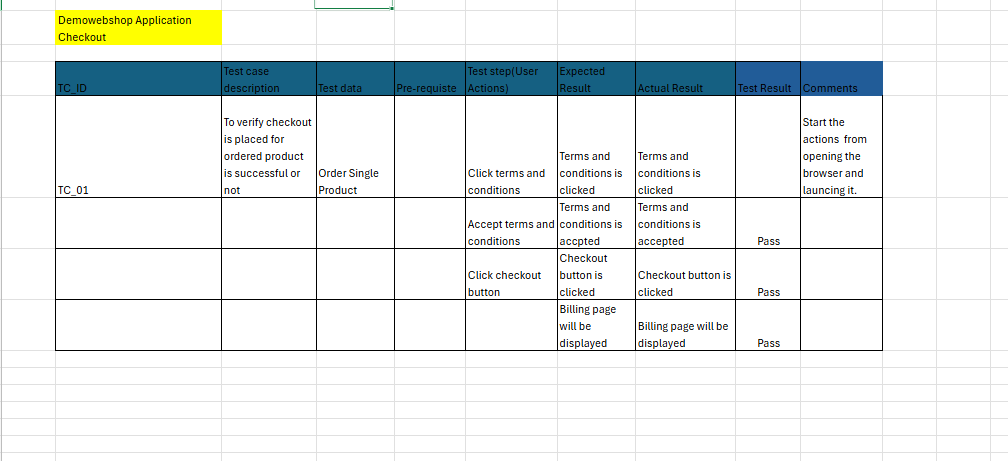 Demowebshop Application
Checkout
TC_ID
Test case
description
Test data
Pre-requiste
Test step(User
Actions)
Expected
Result
Actual Result
Test Result
Comments
TC_01
To verify checkout
is placed for
ordered product
is successful or
not
Order Single
Product
Click terms and
conditions
Terms and
conditions is
clicked
Terms and
conditions is
clicked
Start the
actions  from
opening the
browser and
launcing it.
Accept terms and
conditions
Terms and
conditions is
accpted
Terms and
conditions is
accepted
Pass
Click checkout
button
Checkout
button is
clicked
Checkout button is
clicked
Pass
Billing page
will be
displayed
Billing page will be
displayed
Pass